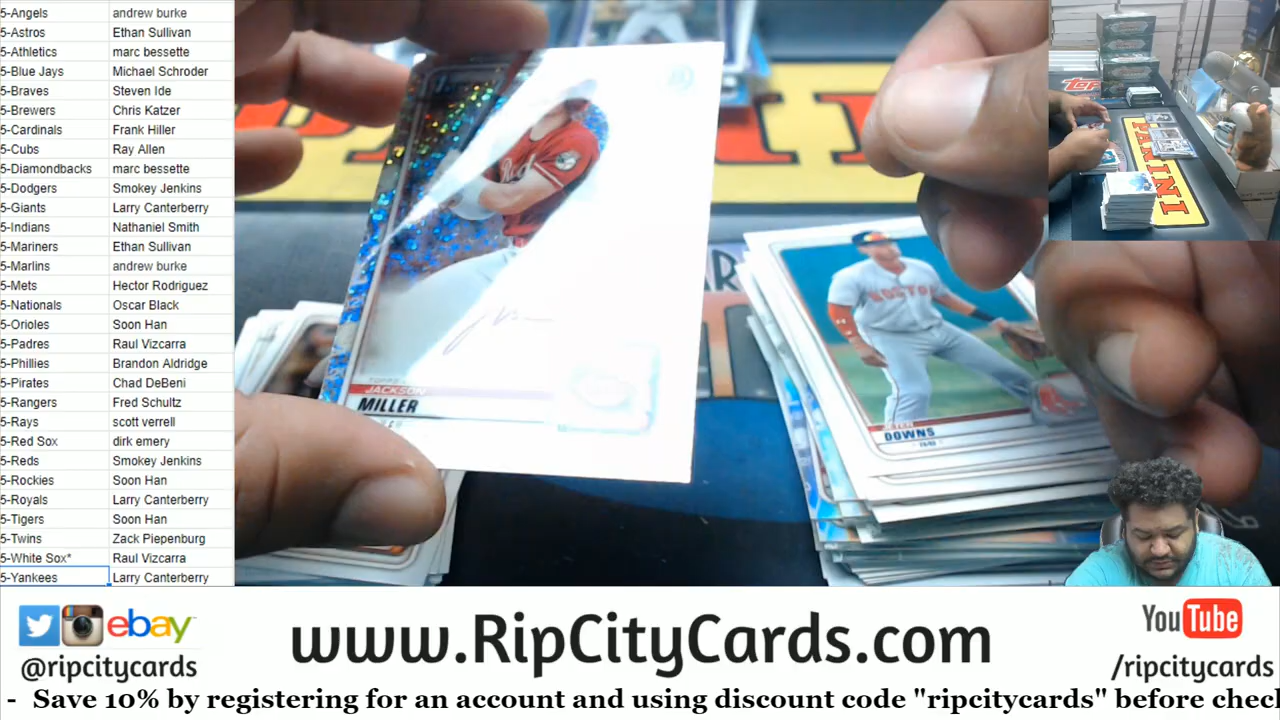 5-Angels andrew burke
5-Astros Ethan Sullivan
5-Athletics marc bessette
5-Blue Jays Michael Schroder
5-Braves Steven Ide
5-Brewers Chris Katzer
5-Cardinals Frank Hiller
5-Cubs Ray Allen
5-Diamondbacks marc bessette
5-Dodgers Smokey Jenkins
5-Giants Larry Canterberry
5-Indians Nathaniel Smith
5-Mariners Ethan Sullivan
5-Marlins andrew burke
5-Mets Hector Rodriguez
5-Nationals Oscar Black
5-Orioles Soon Han
5-Padres Raul Vizcarra
5-Phillies Brandon Aldridge
5-Pirates Chad DeBeni
5-Rangers Fred Schultz
5-Rays scott verrell
5-Red Sox dirk emery
5-Reds Smokey Jenkins
5-Rockies Soon Han
5-Royals Larry Canterberry
5-Tigers Soon Han
5-Twins Zack Piepenburg
5-White Sox* Raul Vizcarra
5-Yankees Larry Canterberry
JACKSON
MILLER
BOSTON
DOWNS
Topps
PANINI
ebay
@ripcitycards
www.RipCityCards.com
YouTube
/ripcitycards
- Save 10% by registering for an account and using discount code "ripcitycards" before chec